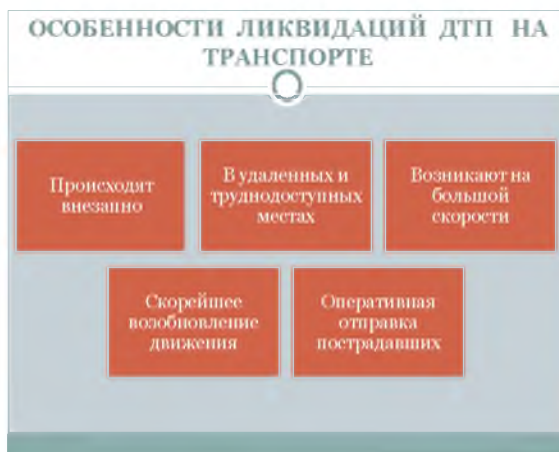 ОСОБЕННОСТИ ЛИКВИДАЦИЙ ДТП НА
ТРАНСПОРТЕ
Происходят
внезапно
В удаленных и
труднодоступных
местах
Возникают на
большой
скорости
Скорейшее
возобновление
движения
Оперативная
отправка
пострадавших